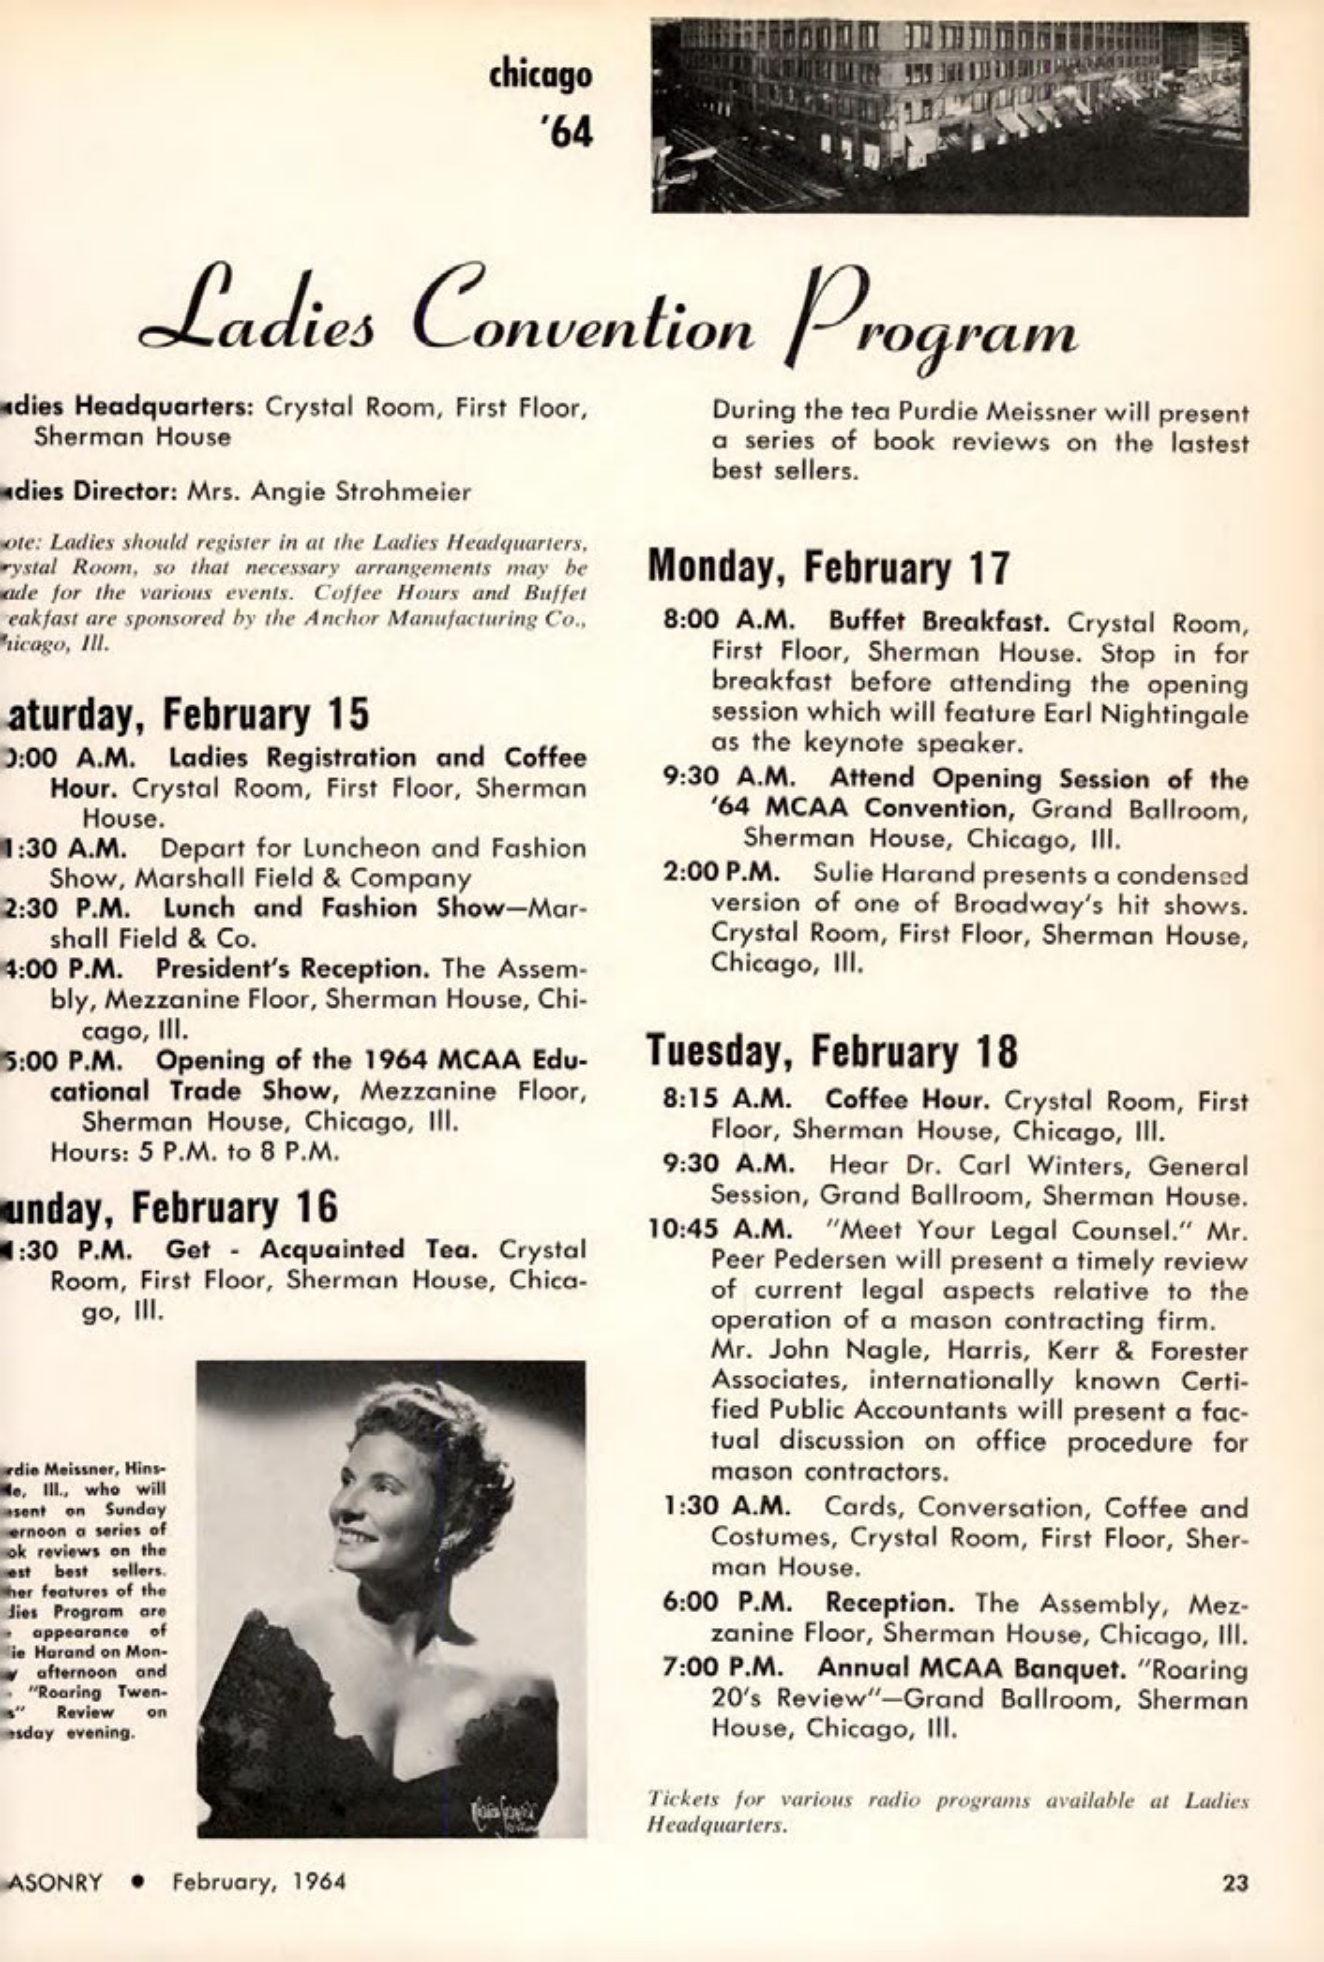 chicago
'64
Ladies Convention Program
dies Headquarters: Crystal Room, First Floor,
Sherman House
dies Director: Mrs. Angie Strohmeier
ote: Ladies should register in at the Ladies Headquarters,
rystal Room, so that necessary arrangements may be
ade for the various events. Coffee Hours and Buffet
eakfast are sponsored by the Anchor Manufacturing Co.,
icago, Ill.
aturday, February 15
0:00 A.M. Ladies Registration and Coffee
Hour. Crystal Room, First Floor, Sherman
House.
1:30 A.M. Depart for Luncheon and Fashion
Show, Marshall Field & Company
2:30 P.M. Lunch and Fashion Show—Mar-
shall Field & Co.
4:00 P.M. President's Reception. The Assem-
bly, Mezzanine Floor, Sherman House, Chi-
cago, Ill.
5:00 P.M. Opening of the 1964 MCAA Edu-
cational Trade Show, Mezzanine Floor,
Sherman House, Chicago, Ill.
Hours: 5 P.M. to 8 P.M.
unday, February 16
:30 P.M. Get - Acquainted Tea. Crystal
Room, First Floor, Sherman House, Chica-
go, Ill.
rdie Meissner, Hins-
le, Ill., who will
esent on Sunday
ernoon a series of
ok reviews on the
est best sellers.
her features of the
dies Program are
appearance of
ie Harand on Mon-
y afternoon and
"Roaring Twen-
s" Review on
esday evening.
During the tea Purdie Meissner will present
a series of book reviews on the lastest
best sellers.
Monday, February 17
8:00 A.M. Buffet Breakfast. Crystal Room,
First Floor, Sherman House. Stop in for
breakfast before attending the opening
session which will feature Earl Nightingale
as the keynote speaker.
9:30 A.M. Attend Opening Session of the
'64 MCAA Convention, Grand Ballroom,
Sherman House, Chicago, Ill.
2:00 P.M. Sulie Harand presents a condensed
version of one of Broadway's hit shows.
Crystal Room, First Floor, Sherman House,
Chicago, Ill.
Tuesday, February 18
8:15 A.M. Coffee Hour. Crystal Room, First
Floor, Sherman House, Chicago, Ill.
9:30 A.M. Hear Dr. Carl Winters, General
Session, Grand Ballroom, Sherman House.
10:45 A.M. "Meet Your Legal Counsel." Mr.
Peer Pedersen will present a timely review
of current legal aspects relative to the
operation of a mason contracting firm.
Mr. John Nagle, Harris, Kerr & Forester
Associates, internationally known Certi-
fied Public Accountants will present a fac-
tual discussion on office procedure for
mason contractors.
1:30 A.M. Cards, Conversation, Coffee and
Costumes, Crystal Room, First Floor, Sher-
man House.
6:00 P.M. Reception. The Assembly, Mez-
zanine Floor, Sherman House, Chicago, Ill.
7:00 P.M. Annual MCAA Banquet. "Roaring
20's Review"—Grand Ballroom, Sherman
House, Chicago, Ill.
Tickets for various radio programs available at Ladies
Headquarters.
ASONRY • February, 1964
23